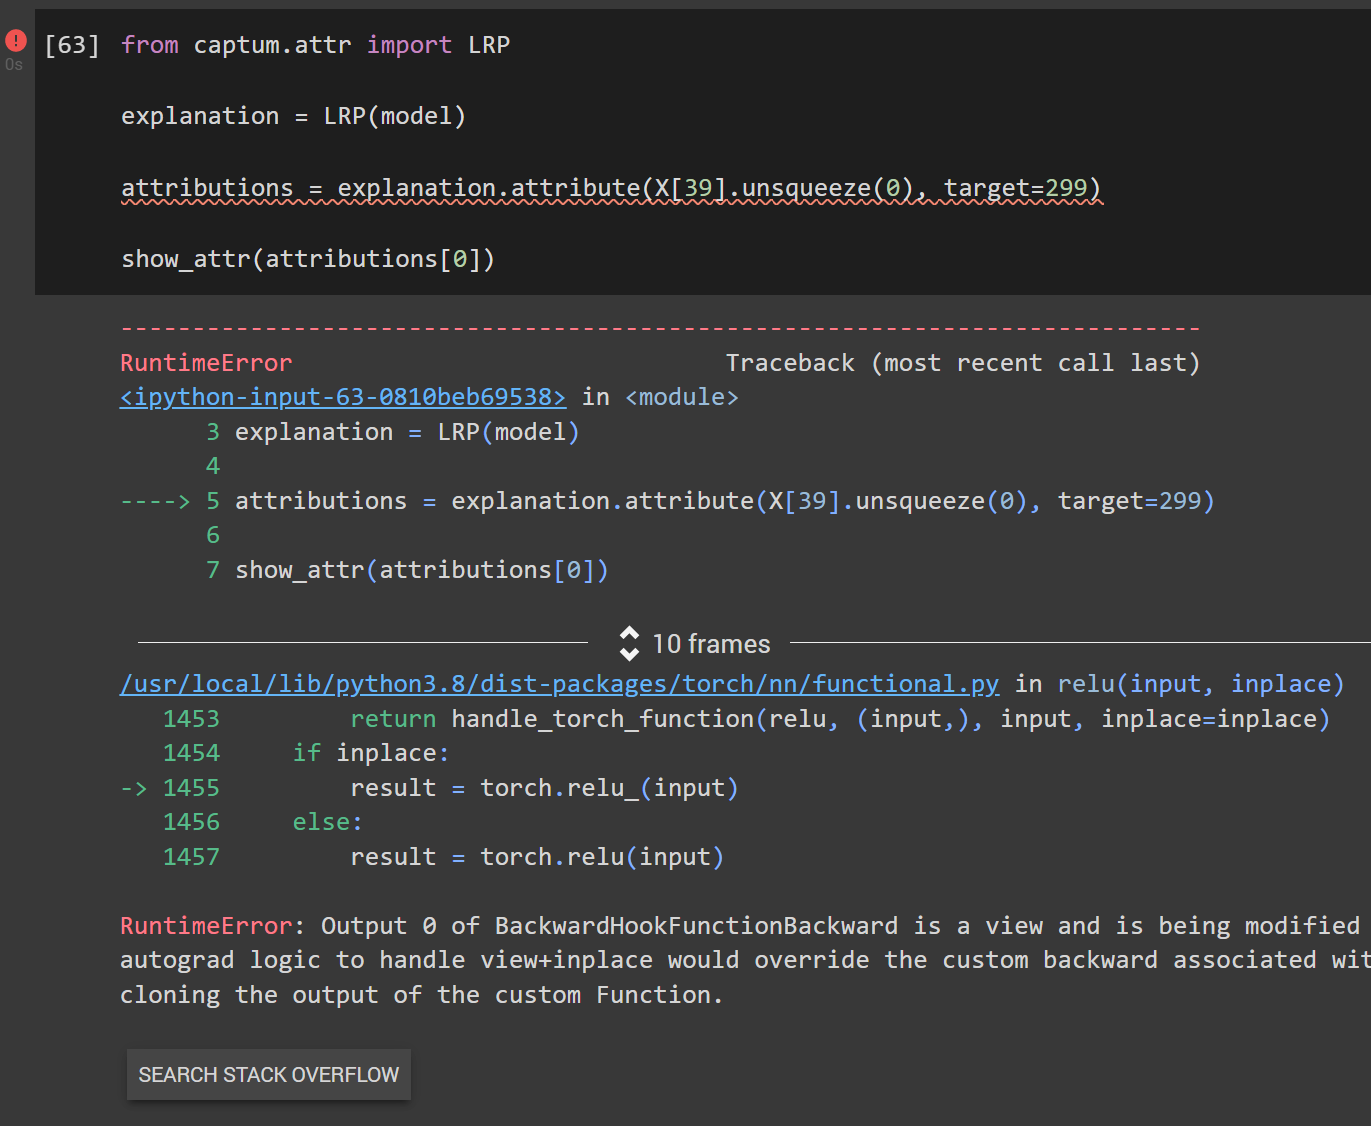 !
[63] from captum.attr import LRP
0s
explanation = LRP(model)
attributions = explanation.attribute(X[39].unsqueeze(0), target=299)
show_attr(attributions[0])
---------------------------------------------------------------------------
RuntimeError                              Traceback (most recent call last)
<ipython-input-63-0810beb69538> in <module>
      3 explanation = LRP(model)
      4
----> 5 attributions = explanation.attribute(X[39].unsqueeze(0), target=299)
      6
      7 show_attr(attributions[0])
10 frames
/usr/local/lib/python3.8/dist-packages/torch/nn/functional.py in relu(input, inplace)
   1453         return handle_torch_function(relu, (input,), input, inplace=inplace)
   1454     if inplace:
-> 1455         result = torch.relu_(input)
   1456     else:
   1457         result = torch.relu(input)
RuntimeError: Output 0 of BackwardHookFunctionBackward is a view and is being modified
autograd logic to handle view+inplace would override the custom backward associated wit
cloning the output of the custom Function.
SEARCH STACK OVERFLOW